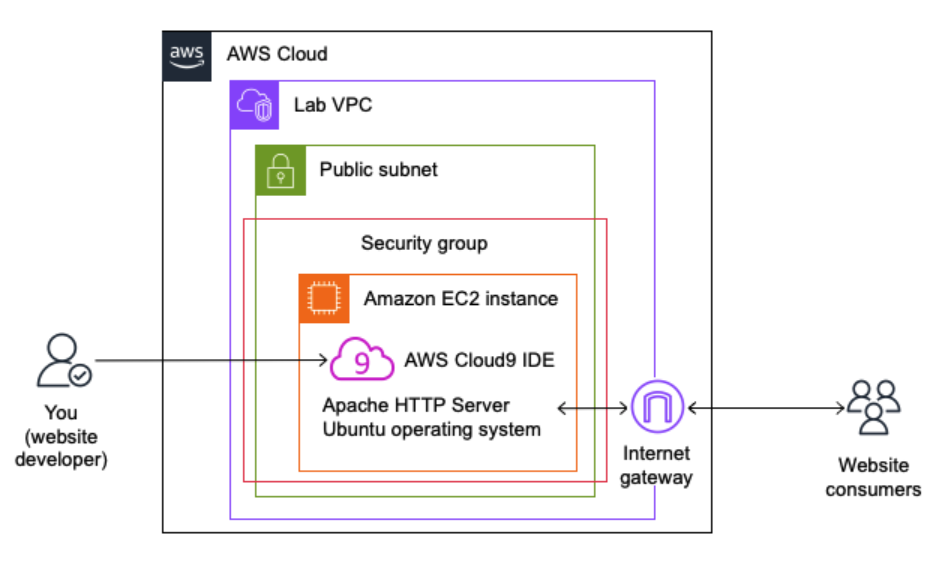 aws
AWS Cloud
Lab VPC
Public subnet
Security group
Amazon EC2 instance
9
AWS Cloud9 IDE
Apache HTTP Server
Ubuntu operating system
You
(website
developer)
Internet
gateway
Website
consumers